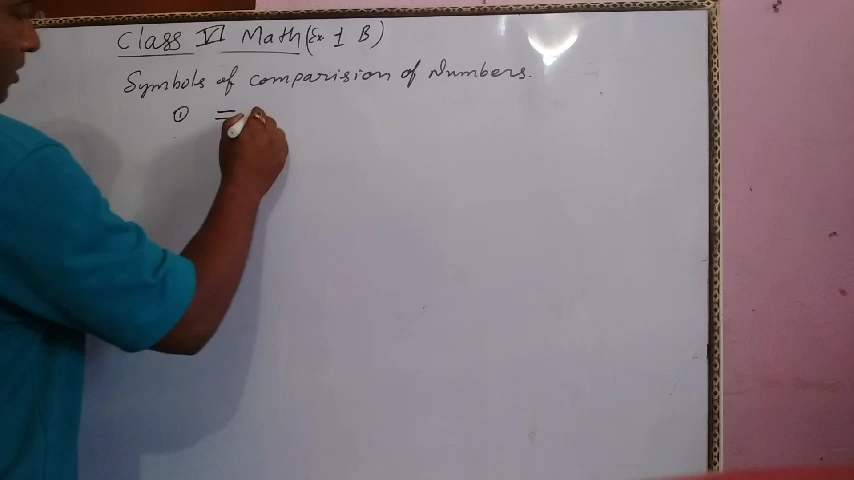 Class VI Math (Ex 1 B)
Symbols of comparision of Numbers.
① =